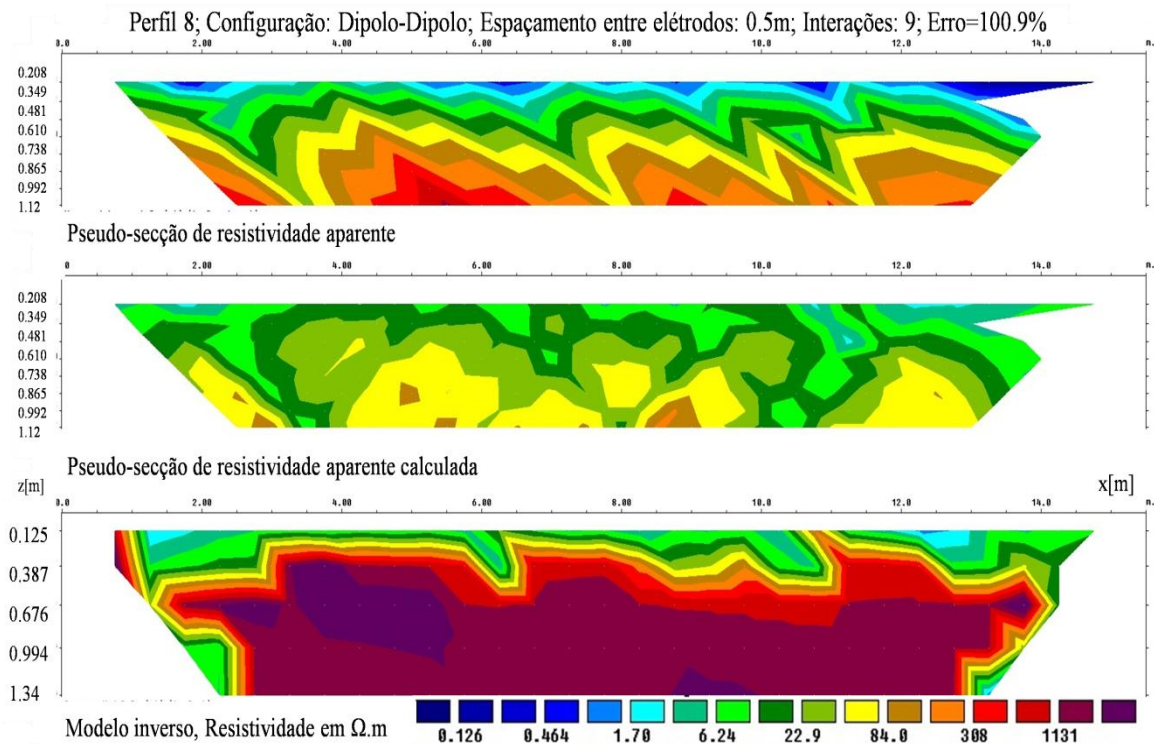 Perfil 8; Configuração: Dipolo-Dipolo; Espaçamento entre elétrodos: 0.5m; Interações: 9; Erro=100.9%
0.0 2.00 4.00 6.00 8.00 10.0 12.0 14.0 m.
0.208
0.349
0.481
0.610
0.738
0.865
0.992
1.12
Pseudo-secção de resistividade aparente
0 2.00 4.00 6.00 8.00 10.0 12.0 14.0 m.
0.208
0.349
0.481
0.610
0.738
0.865
0.992
1.12
Pseudo-secção de resistividade aparente calculada
z[m] x[m]
0.0 2.00 4.00 6.00 8.00 10.0 12.0 14.0 m.
0.125
0.387
0.676
0.994
1.34
Modelo inverso, Resistividade em Ω.m
0.126 0.464 1.70 6.24 22.9 84.0 308 1131